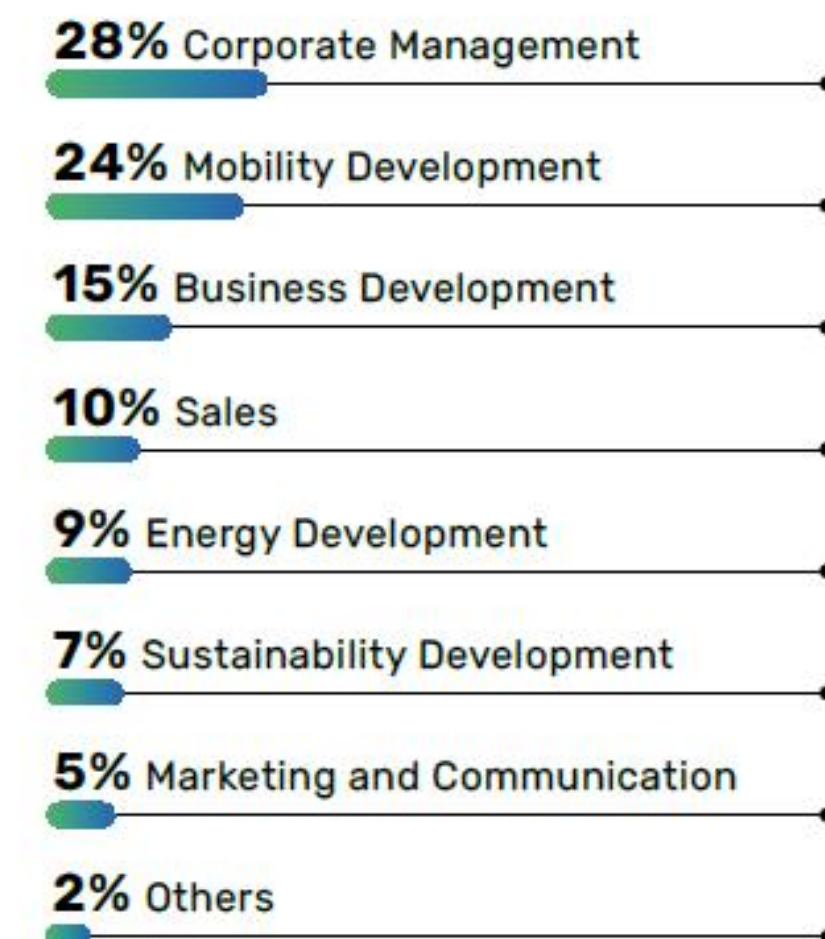 28% Corporate Management
24% Mobility Development
15% Business Development
10% Sales
9% Energy Development
7% Sustainability Development
5% Marketing and Communication
2% Others